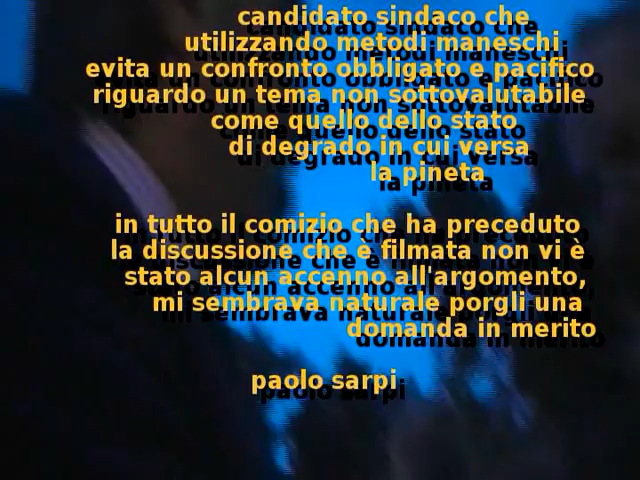 candidato sindaco che
utilizzando metodi maneschi
evita un confronto obbligato e pacifico
riguardo un tema non sottovalutabile
come quello dello stato
di degrado in cui versa
la pineta
in tutto il comizio che ha preceduto
la discussione che è filmata non vi è
stato alcun accenno all'argomento,
mi sembrava naturale porgli una
domanda in merito
paolo sarpi